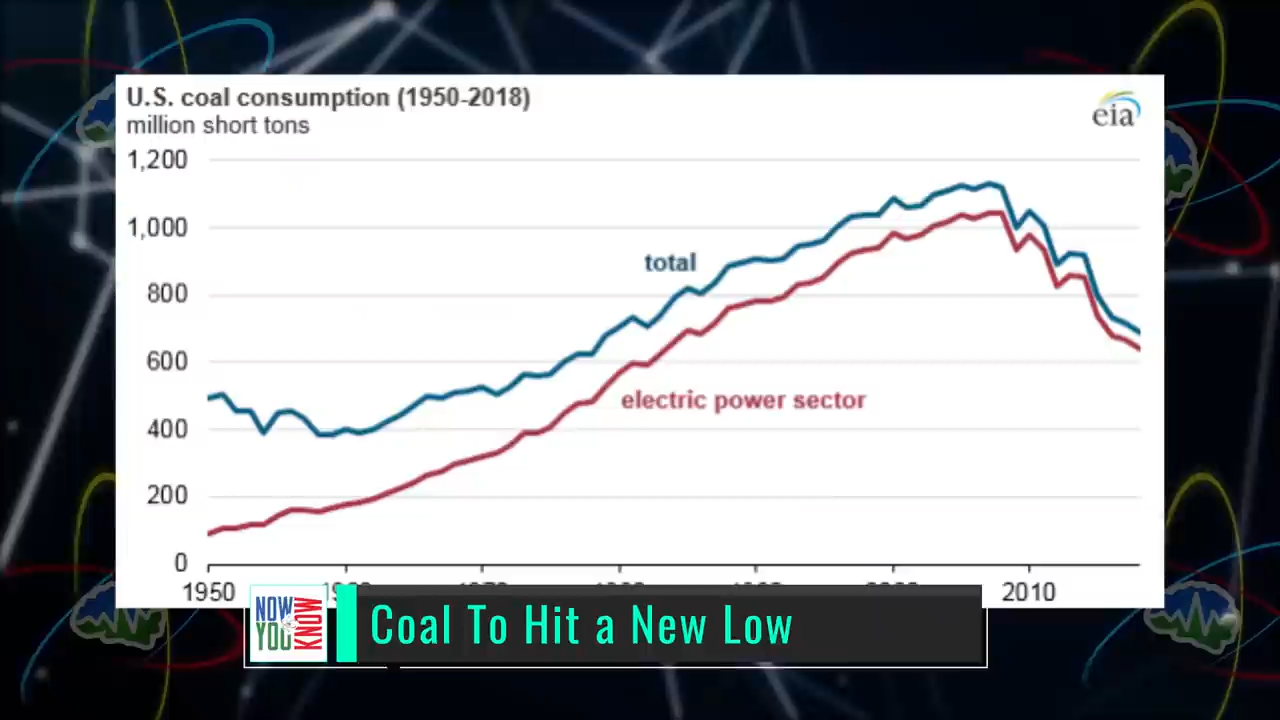 U.S. coal consumption (1950-2018)
million short tons
eia
1,200
1,000
800
600
400
200
0
total
electric power sector
1950
2010
NOW
YOU
KNOW
Coal To Hit a New Low